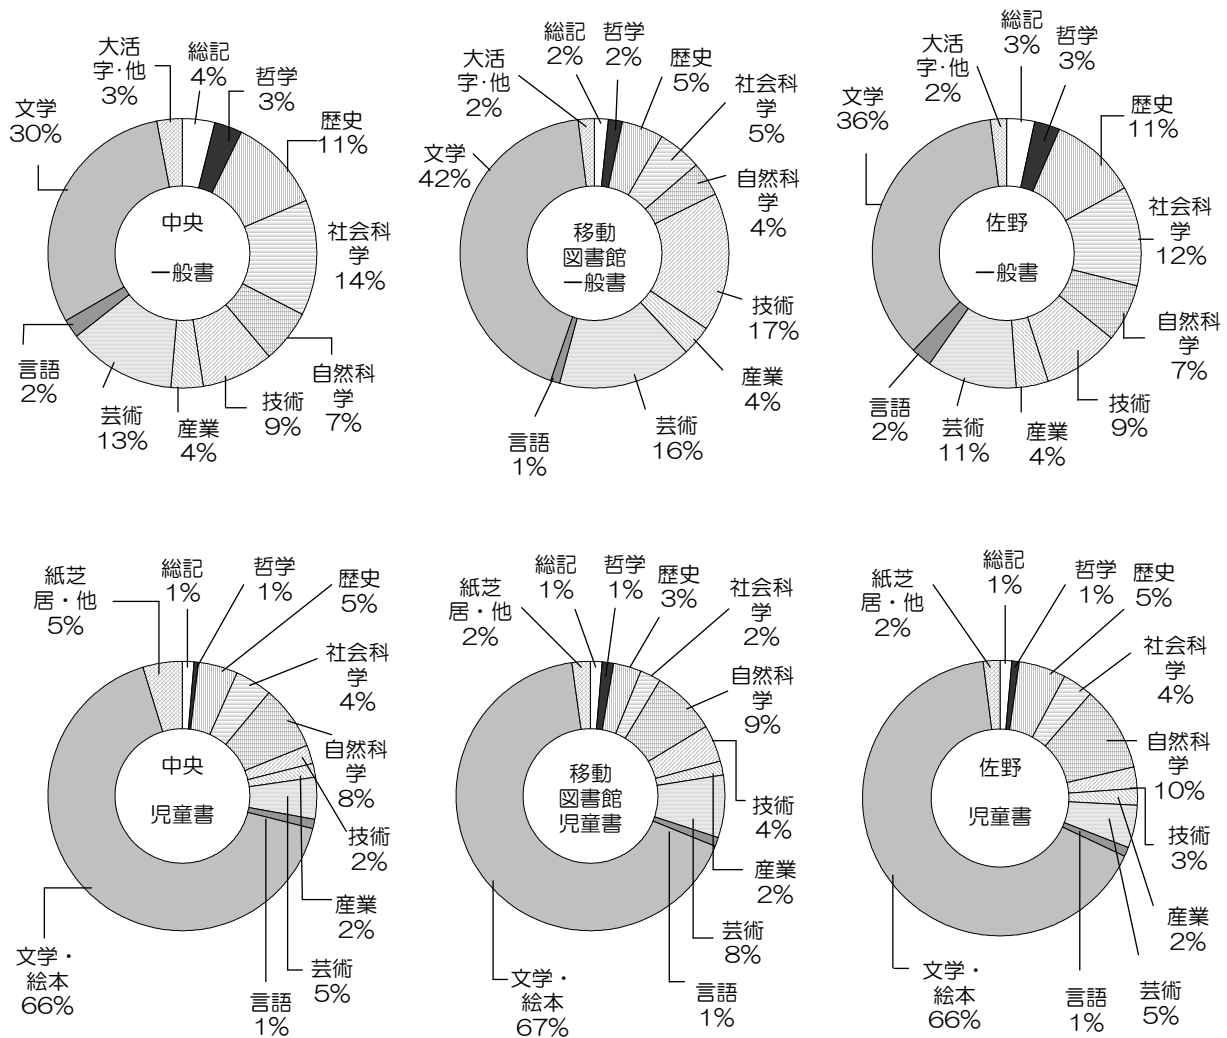 大活
字・他
3%
総記
4%
哲学
3%
歴史
11%
社会科
学
14%
自然科
学
7%
技術
9%
産業
4%
芸術
13%
言語
2%
文学
30%
中央
一般書
大活
字・他
2%
総記
2%
哲学
2%
歴史
5%
社会科
学
5%
自然科
学
4%
技術
17%
産業
4%
芸術
16%
言語
1%
文学
42%
移動
図書館
一般書
大活
字・他
2%
総記
3%
哲学
3%
歴史
11%
社会科
学
12%
自然科
学
7%
技術
9%
産業
4%
芸術
11%
言語
2%
文学
36%
佐野
一般書
紙芝
居・他
5%
総記
1%
哲学
1%
歴史
5%
社会科
学
4%
自然科
学
8%
技術
2%
産業
2%
芸術
5%
言語
1%
文学・
絵本
66%
中央
児童書
紙芝
居・他
2%
総記
1%
哲学
1%
歴史
3%
社会科
学
2%
自然科
学
9%
技術
4%
産業
2%
芸術
8%
言語
1%
文学・
絵本
67%
移動
図書館
児童書
紙芝
居・他
2%
総記
1%
哲学
1%
歴史
5%
社会科
学
4%
自然科
学
10%
技術
3%
産業
2%
芸術
5%
言語
1%
文学・
絵本
66%
佐野
児童書